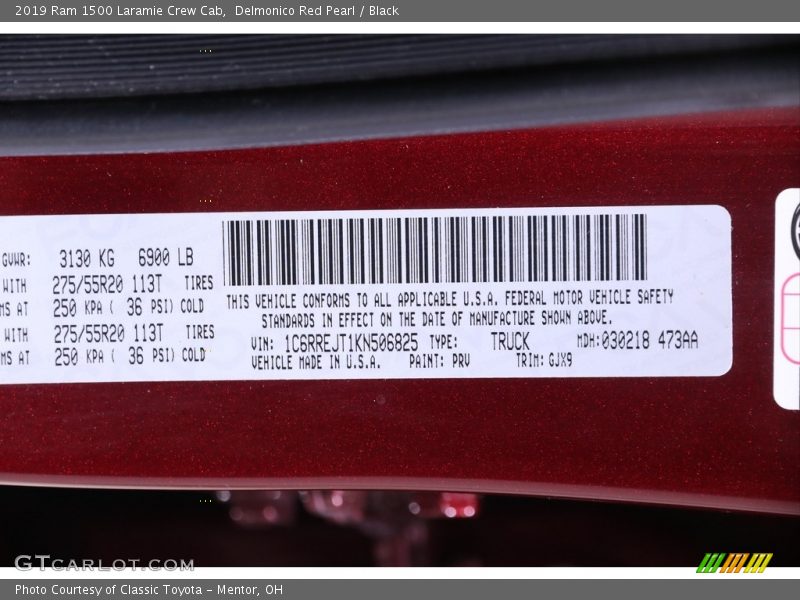 2019 Ram 1500 Laramie Crew Cab,  Delmonico Red Pearl / Black
GVWR: 3130 KG 6900 LB
WITH 275/55R20 113T TIRES
MS AT 250 KPA ( 36 PSI) COLD
WITH 275/55R20 113T TIRES
MS AT 250 KPA ( 36 PSI) COLD
THIS VEHICLE CONFORMS TO ALL APPLICABLE U.S.A. FEDERAL MOTOR VEHICLE SAFETY
STANDARDS IN EFFECT ON THE DATE OF MANUFACTURE SHOWN ABOVE.
VIN: 1C6RREJT1KN506825 TYPE: TRUCK MDH:030218 473AA
VEHICLE MADE IN U.S.A. PAINT: PRV TRIM: GJX9
GTCARLOT.COM
Photo Courtesy of Classic Toyota - Mentor, OH